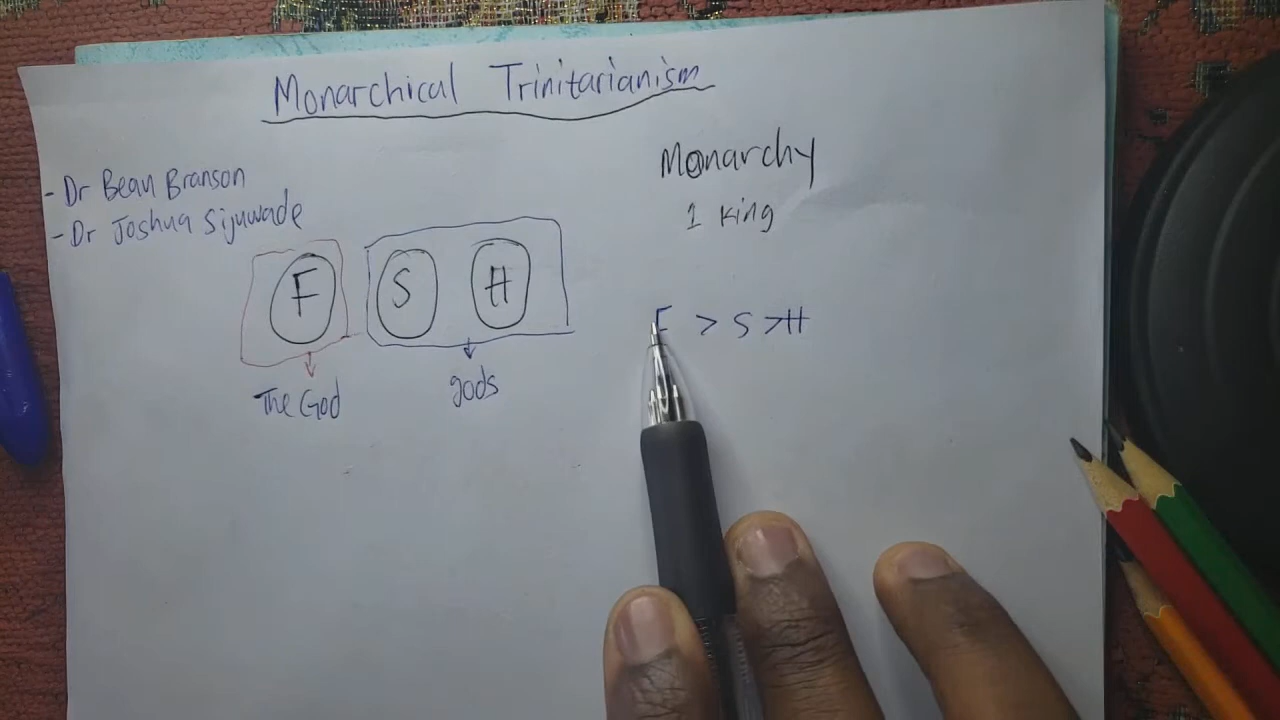 Monarchical Trinitarianism
- Dr Beau Branson
- Dr Joshua Sijuwade
Monarchy
1 King
F S H
F > S > H
The God
gods